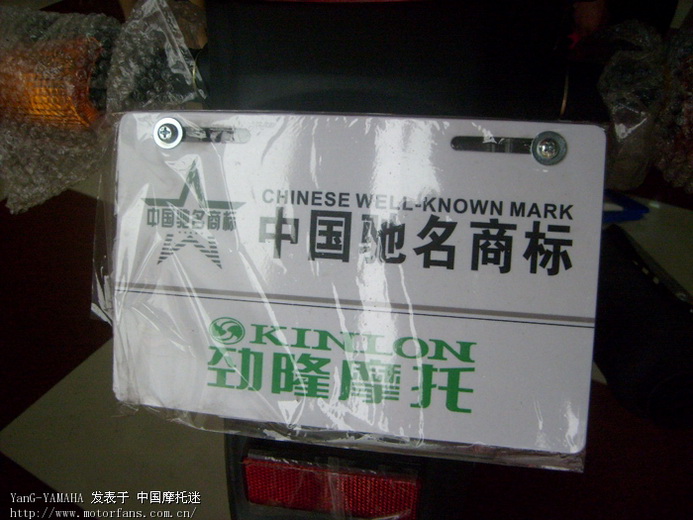 CHINESE WELL-KNOWN MARK
中国驰名商标
中国驰名商标
KINLON
劲隆摩托
YanG-YAMAHA 发表于 中国摩托迷
http://www.motorfans.com.cn/